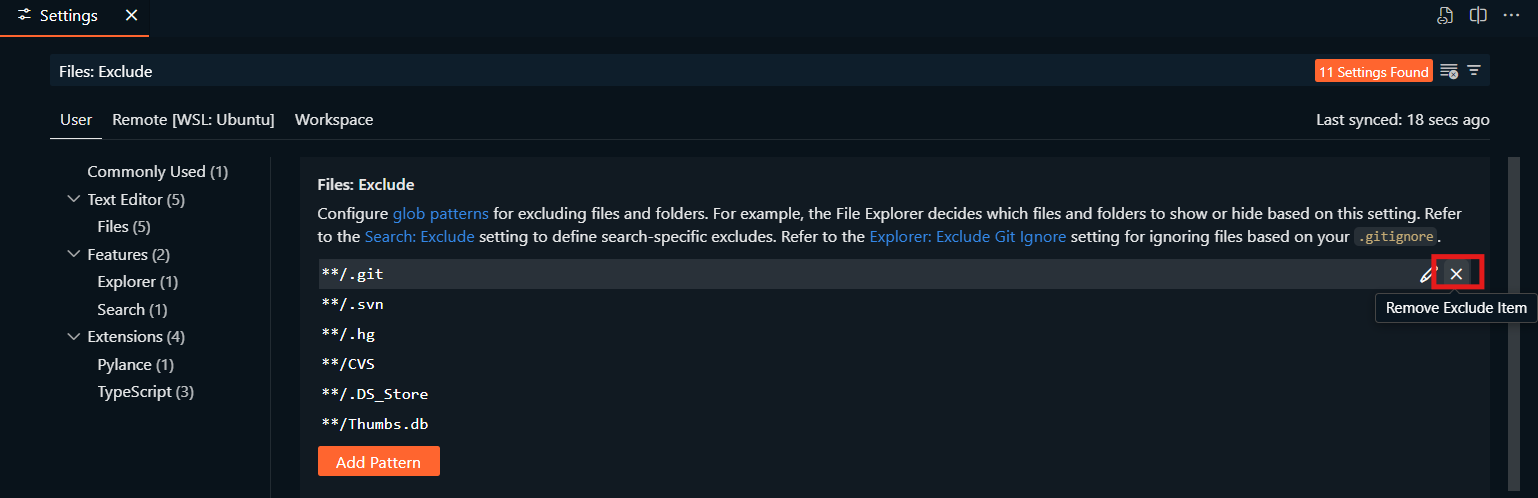 Settings
Files: Exclude
11 Settings Found
User Remote [WSL: Ubuntu] Workspace
Last synced: 18 secs ago
Commonly Used (1)
Text Editor (5)
Files (5)
Features (2)
Explorer (1)
Search (1)
Extensions (4)
Pylance (1)
TypeScript (3)
Files: Exclude
Configure glob patterns for excluding files and folders. For example, the File Explorer decides which files and folders to show or hide based on this setting. Refer
to the Search: Exclude setting to define search-specific excludes. Refer to the Explorer: Exclude Git Ignore setting for ignoring files based on your .gitignore.
**/.git
Remove Exclude Item
**/.svn
**/.hg
**/CVS
**/.DS_Store
**/Thumbs.db
Add Pattern